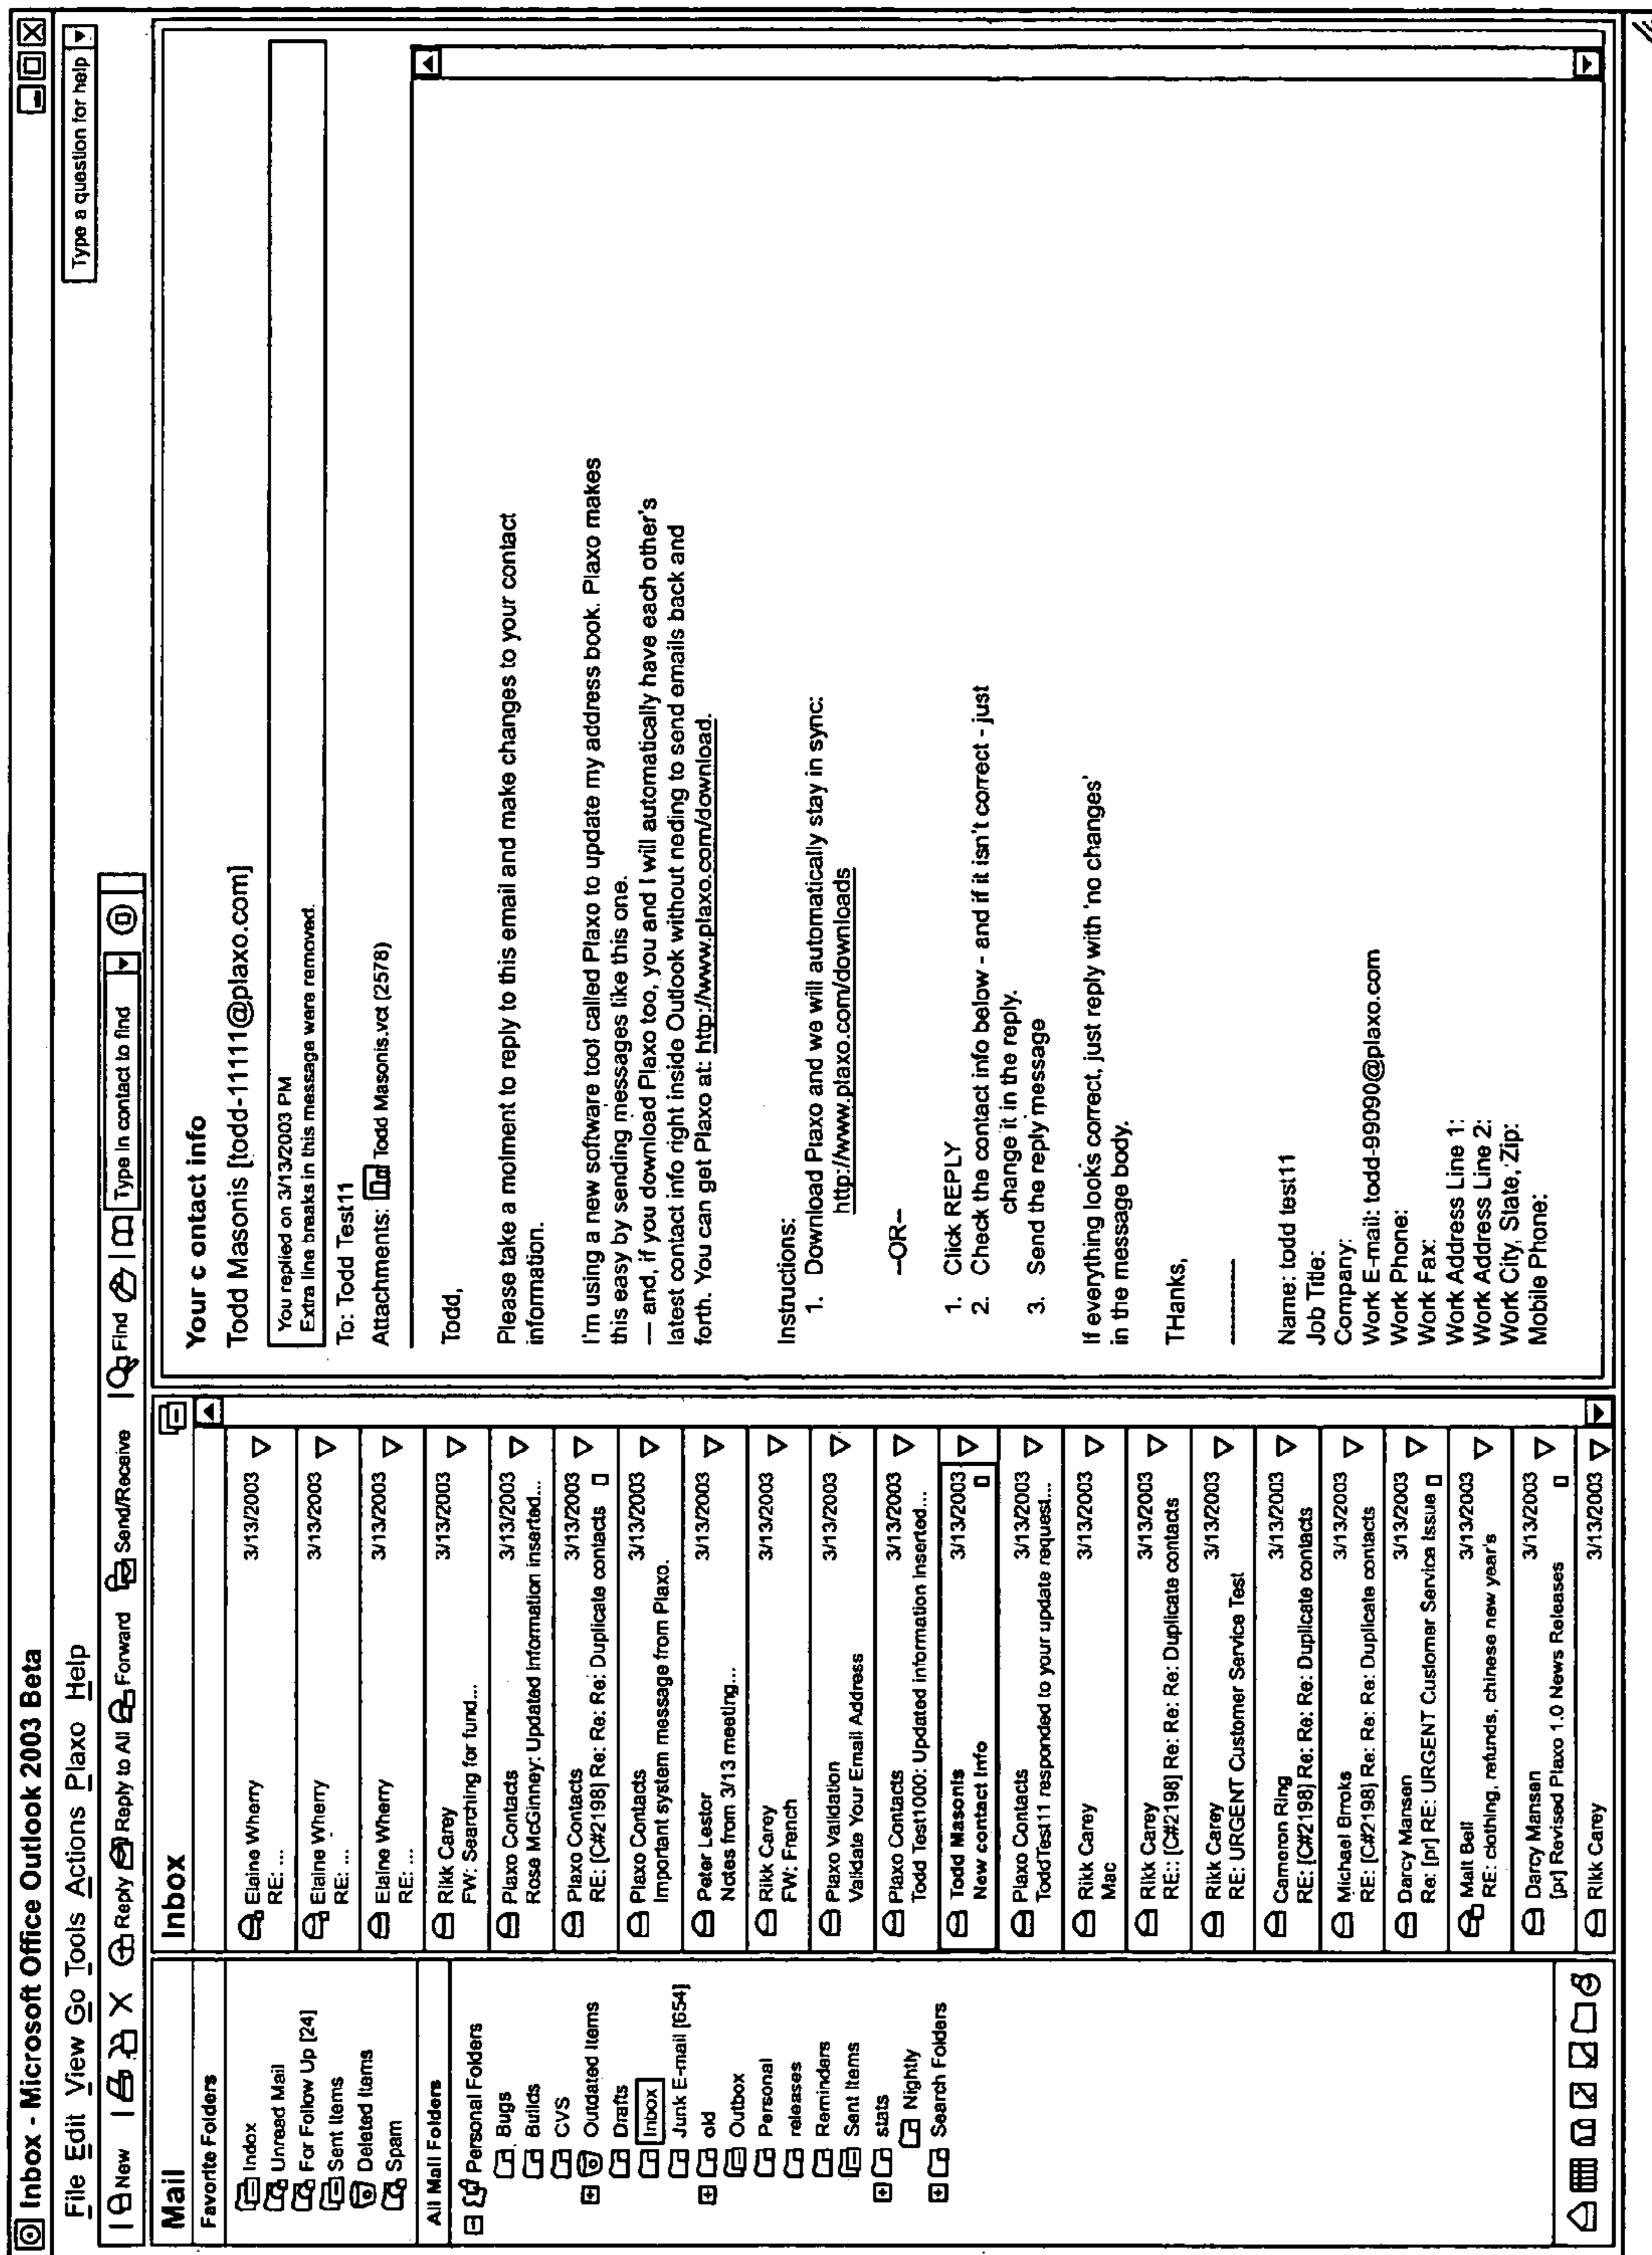 Inbox - Microsoft Office Outlook 2003 Beta
File Edit View Go Tools Actions Plaxo Help
Type a question for help
New Reply Reply to All Forward Send/Receive Find Type In contact to find
Mail
Favorite Folders
Indox
Unread Mail
For Follow Up [24]
Sent Items
Deleted Items
Spam
All Mail Folders
Personal Folders
Bugs
Builds
CVS
Outdated Items
Drafts
Inbox
Junk E-mail [654]
old
Outbox
Personal
releases
Reminders
Sent Items
stats
Nightly
Search Folders
Inbox
Elaine Wherry 3/13/2003
RE: ...
Elaine Wherry 3/13/2003
RE: ...
Elaine Wherry 3/13/2003
RE: ...
Rikk Carey 3/13/2003
FW: Searching for fund...
Plaxo Contacts 3/13/2003
Rose McGinney: Updated Information inserted...
Plaxo Contacts 3/13/2003
RE: [C#2198] Re: Re: Duplicate contacts
Plaxo Contacts 3/13/2003
Important system message from Plaxo.
Peter Lestor 3/13/2003
Notes from 3/13 meeting...
Rikk Carey 3/13/2003
FW: French
Plaxo Validation 3/13/2003
Validate Your Email Address
Plaxo Contacts 3/13/2003
Todd Test1000: Updated information inserted...
Todd Masonis 3/13/2003
New contact Info
Plaxo Contacts 3/13/2003
ToddTest11 responded to your update request...
Rikk Carey 3/13/2003
Mac
Rikk Carey 3/13/2003
RE:: [C#2198] Re: Re: Re: Duplicate contacts
Rikk Carey 3/13/2003
RE: URGENT Customer Service Test
Cameron Ring 3/13/2003
RE: [C#2198] Re: Re: Duplicate contacts
Michael Brroks 3/13/2003
RE: [C#2198] Re: Re: Duplicate contacts
Darcy Mansen 3/13/2003
Re: [pr] RE: URGENT Customer Service Issue
Matt Bell 3/13/2003
RE: clothing, refunds, chinese new year's
Darcy Mansen 3/13/2003
[pr] Revised Plaxo 1.0 News Releases
Rikk Carey 3/13/2003
Your c ontact info
Todd Masonis [todd-11111@plaxo.com]
You replied on 3/13/2003 PM
Extra line breaks in this message were removed.
To: Todd Test11
Attachments: Todd Masonis.vct (2578)
Todd,
Please take a molment to reply to this email and make changes to your contact
information.
I'm using a new software tool called Plaxo to update my address book. Plaxo makes
this easy by sending messages like this one.
— and, if you download Plaxo too, you and I will automatically have each other's
latest contact info right inside Outlook without neding to send emails back and
forth. You can get Plaxo at: http://www.plaxo.com/download.
Instructions:
1. Download Plaxo and we will automatically stay in sync:
http://www.plaxo.com/downloads
--OR--
1. Click REPLY
2. Check the contact info below - and if it isn't correct - just
change it in the reply.
3. Send the reply message
If everything looks correct, just reply with 'no changes'
in the message body.
THanks,
----------
Name: todd test11
Job Title:
Company:
Work E-mail: todd-99090@plaxo.com
Work Phone:
Work Fax:
Work Address Line 1:
Work Address Line 2:
Work City, State, Zip:
Mobile Phone: